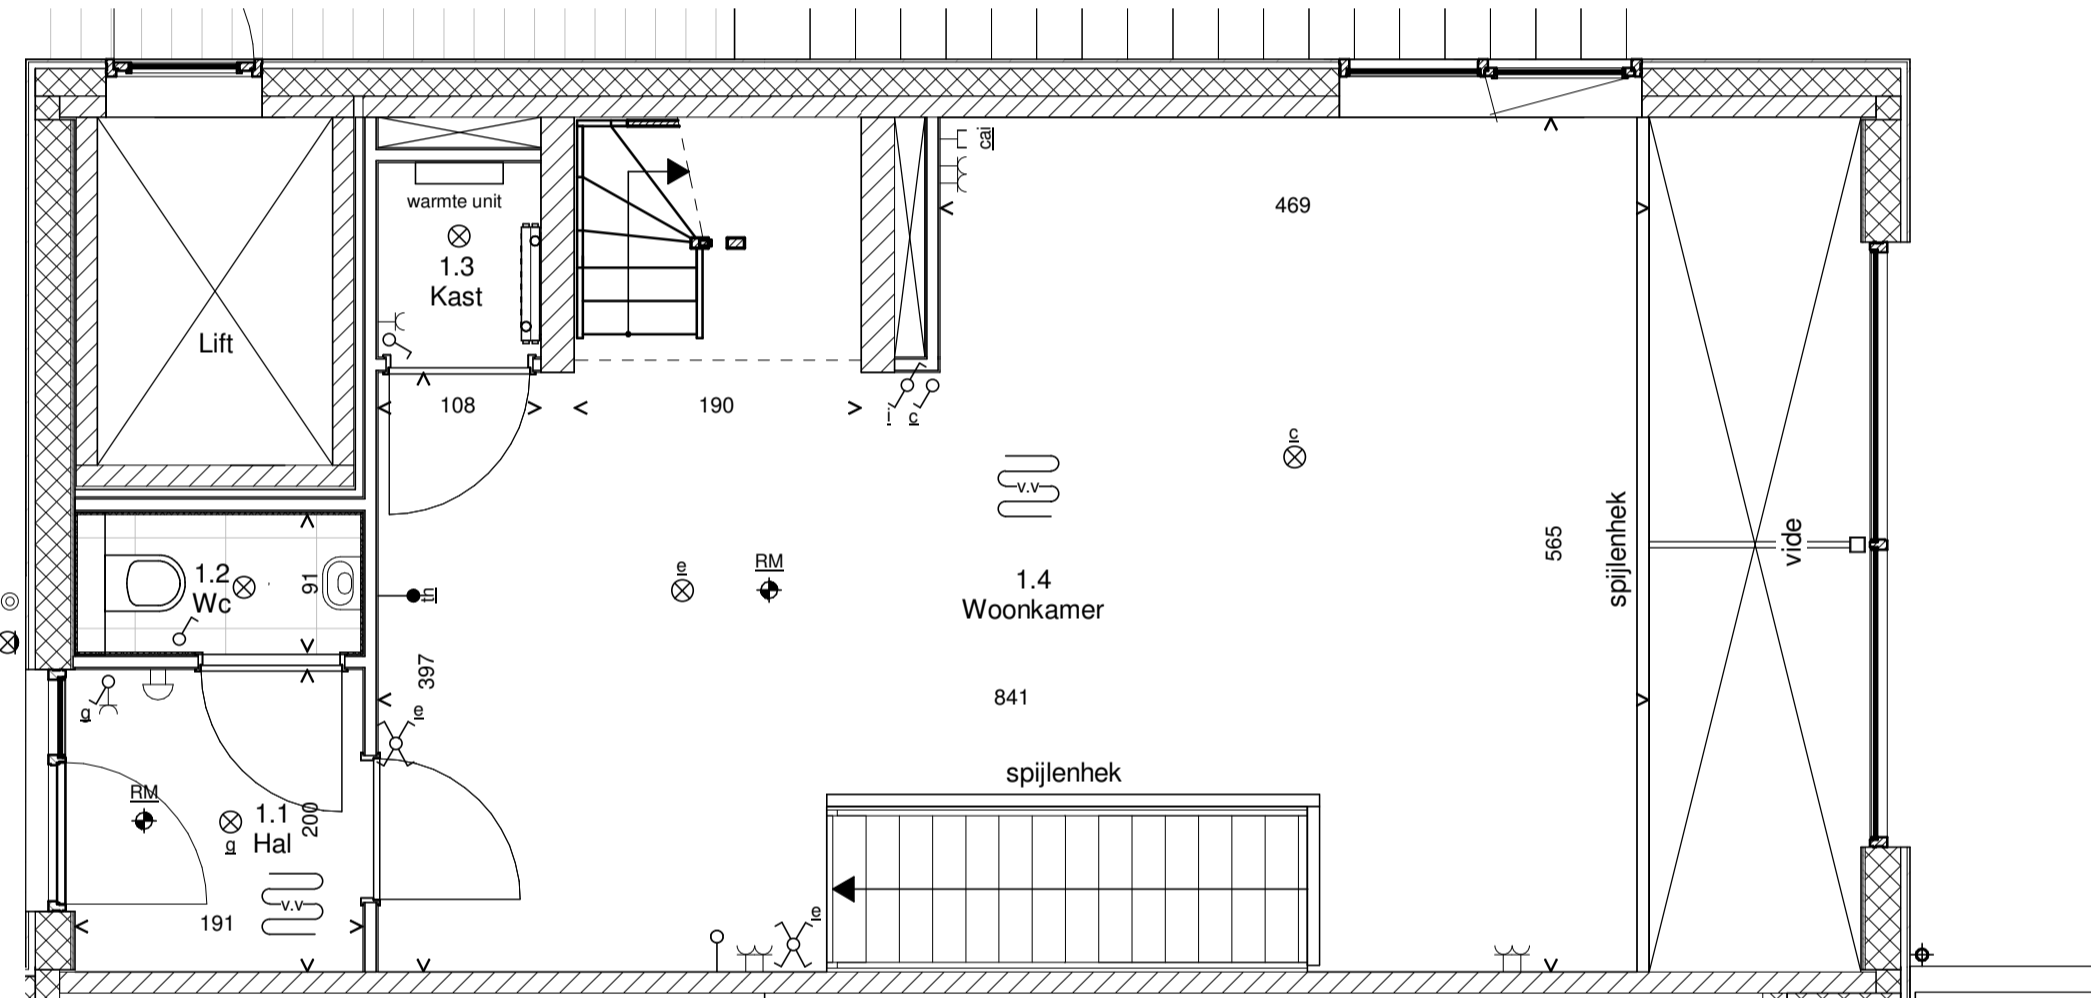 cai
warmte unit
469
1.3
Kast
Lift
108
190
i
c
c
v.v
spijlenhek
vide
565
e
RM
1.4
Woonkamer
1.2
Wc
91
th
397
841
e
g
spijlenhek
RM
1.1
Hal
200
g
v.v
191
e